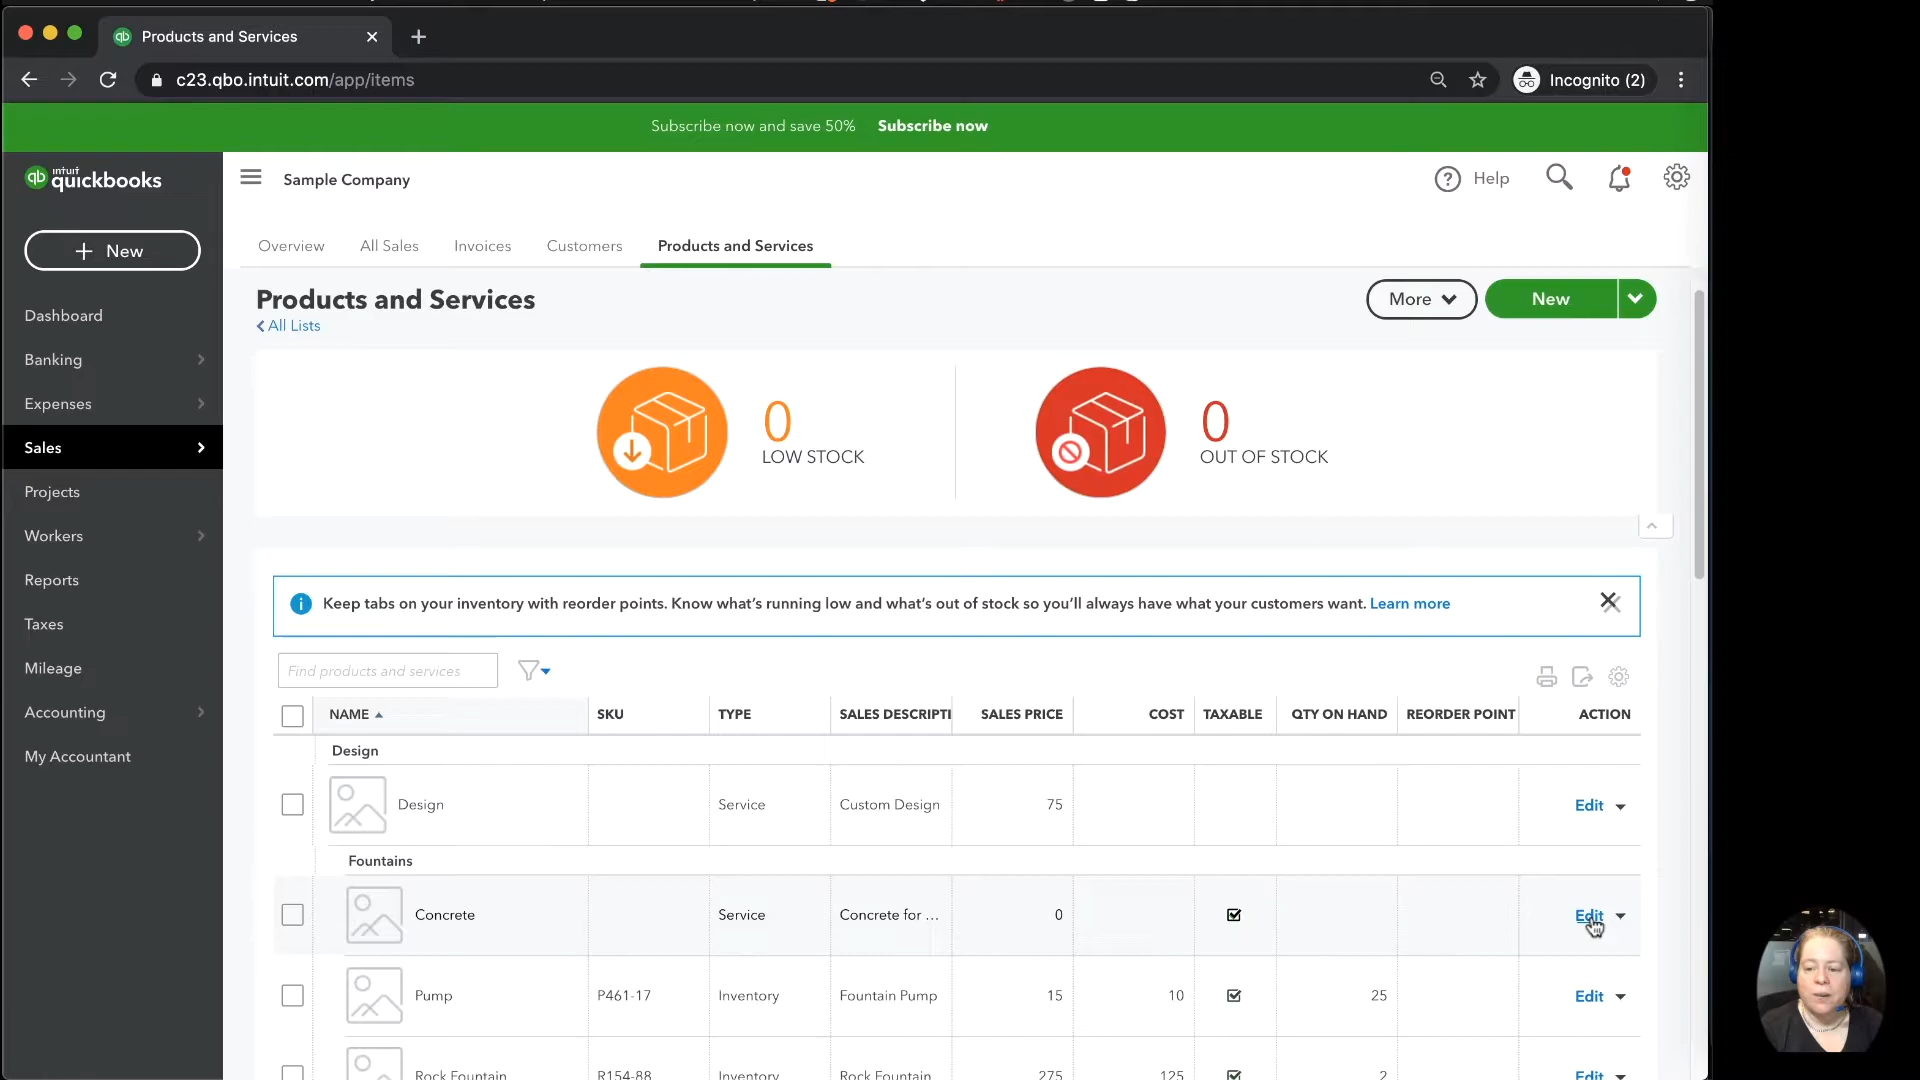 Products and Services
c23.qbo.intuit.com/app/items
Incognito (2)
Subscribe now and save 50% Subscribe now
qb intuit quickbooks
Sample Company
? Help
+ New
Overview All Sales Invoices Customers Products and Services
Products and Services
All Lists
More
New
Dashboard
Banking
Expenses
Sales
Projects
Workers
Reports
Taxes
Mileage
Accounting
My Accountant
0
LOW STOCK
0
OUT OF STOCK
Keep tabs on your inventory with reorder points. Know what's running low and what's out of stock so you'll always have what your customers want. Learn more
Find products and services
NAME SKU TYPE SALES DESCRIPTI SALES PRICE COST TAXABLE QTY ON HAND REORDER POINT ACTION
Design
Design Service Custom Design 75 Edit
Fountains
Concrete Service Concrete for ... 0 Edit
Pump P461-17 Inventory Fountain Pump 15 10 25 Edit
Rock Fountain R154-88 Inventory Rock Fountain 275 125 2 Edit